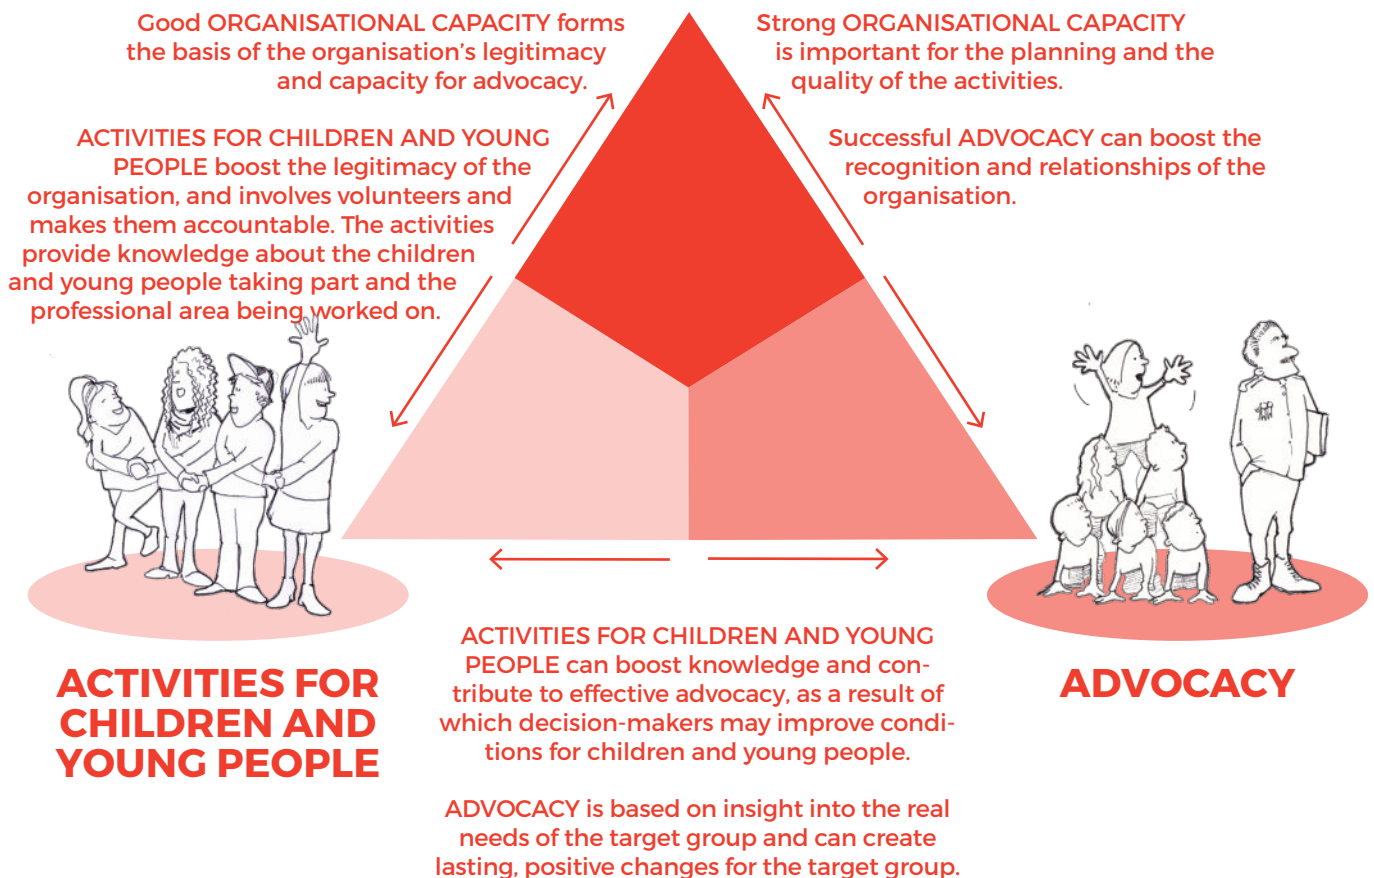 Good ORGANISATIONAL CAPACITY forms
the basis of the organisation’s legitimacy
and capacity for advocacy.
ACTIVITIES FOR CHILDREN AND YOUNG
PEOPLE boost the legitimacy of the
organisation, and involves volunteers and
makes them accountable. The activities
provide knowledge about the children
and young people taking part and the
professional area being worked on.
Strong ORGANISATIONAL CAPACITY
is important for the planning and the
quality of the activities.
Successful ADVOCACY can boost the
recognition and relationships of the
organisation.
ACTIVITIES FOR
CHILDREN AND
YOUNG PEOPLE
ACTIVITIES FOR CHILDREN AND YOUNG
PEOPLE can boost knowledge and con-
tribute to effective advocacy, as a result of
which decision-makers may improve condi-
tions for children and young people.
ADVOCACY is based on insight into the real
needs of the target group and can create
lasting, positive changes for the target group.
ADVOCACY